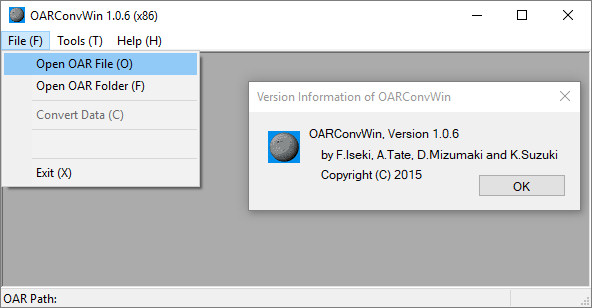 OARConvWin 1.0.6 (x86)
File (F) Tools (T) Help (H)
Open OAR File (O)
Open OAR Folder (F)
Convert Data (C)
Exit (X)
Version Information of OARConvWin
OARConvWin, Version 1.0.6
by F.Iseki, A.Tate, D.Mizumaki and K.Suzuki
Copyright (C) 2015
OK
OAR Path: